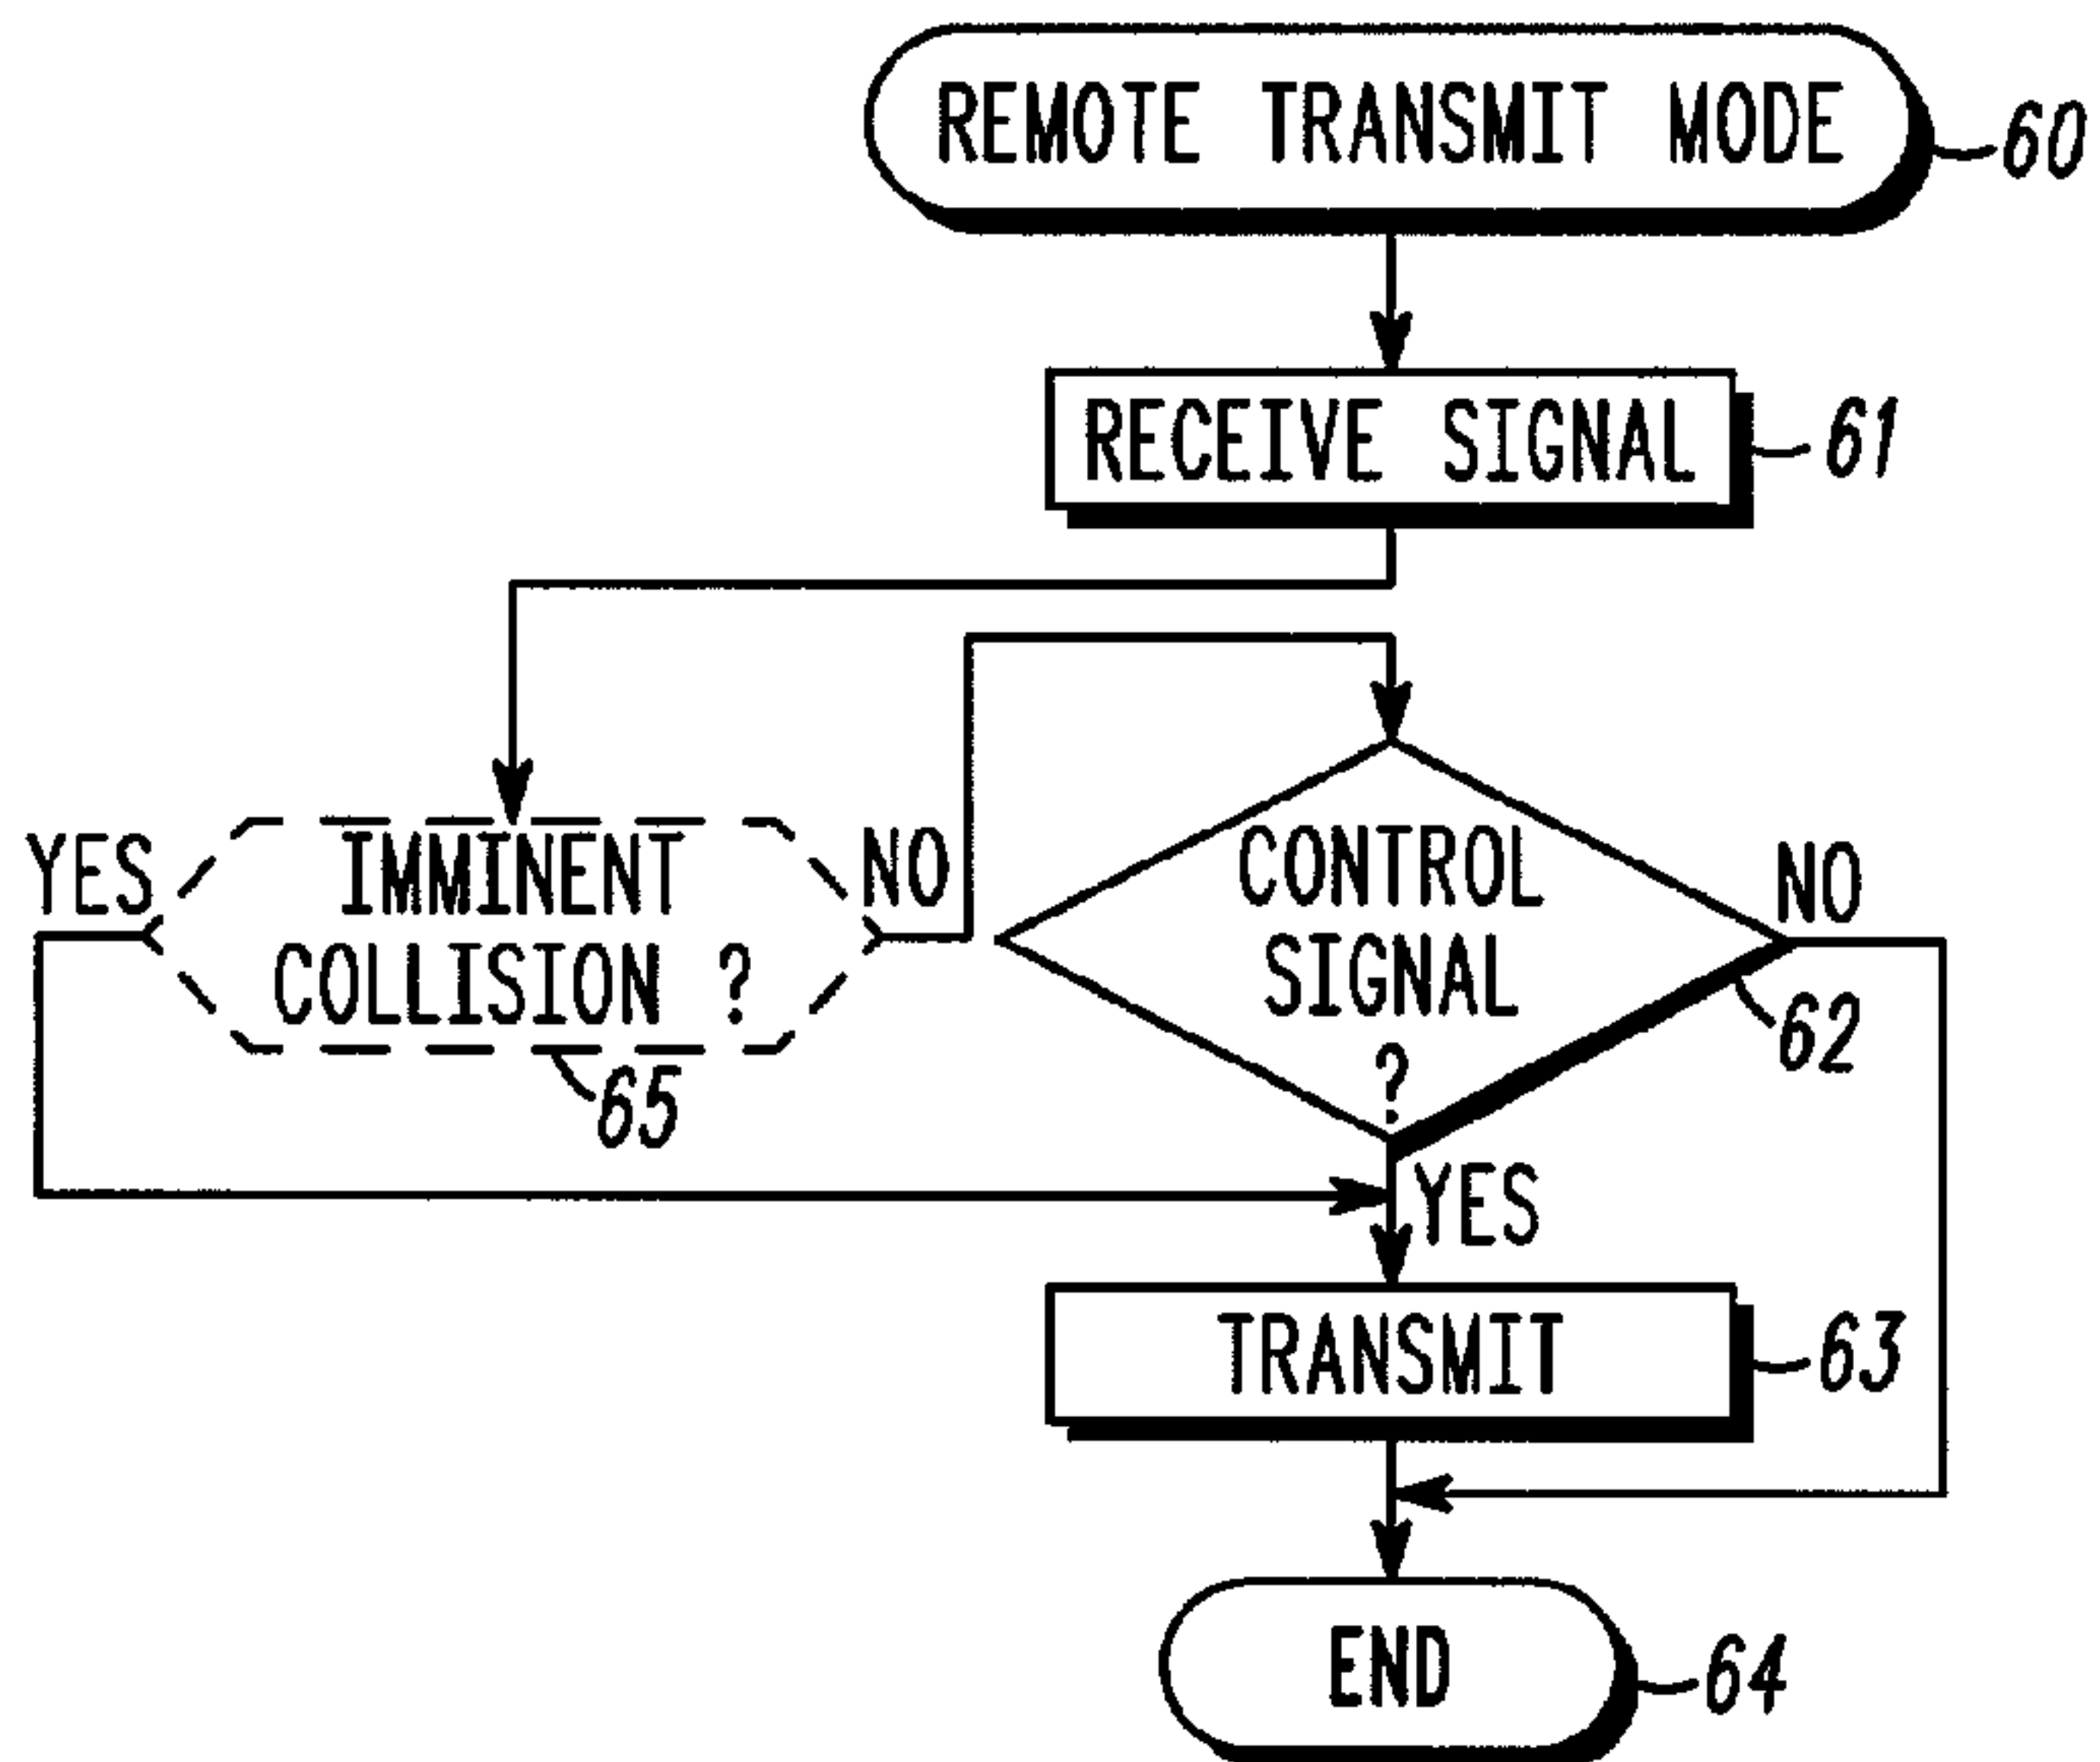 REMOTE TRANSMIT MODE
60
RECEIVE SIGNAL
61
YES
IMMINENT
COLLISION ?
NO
65
CONTROL
SIGNAL
?
NO
62
YES
TRANSMIT
63
END
64